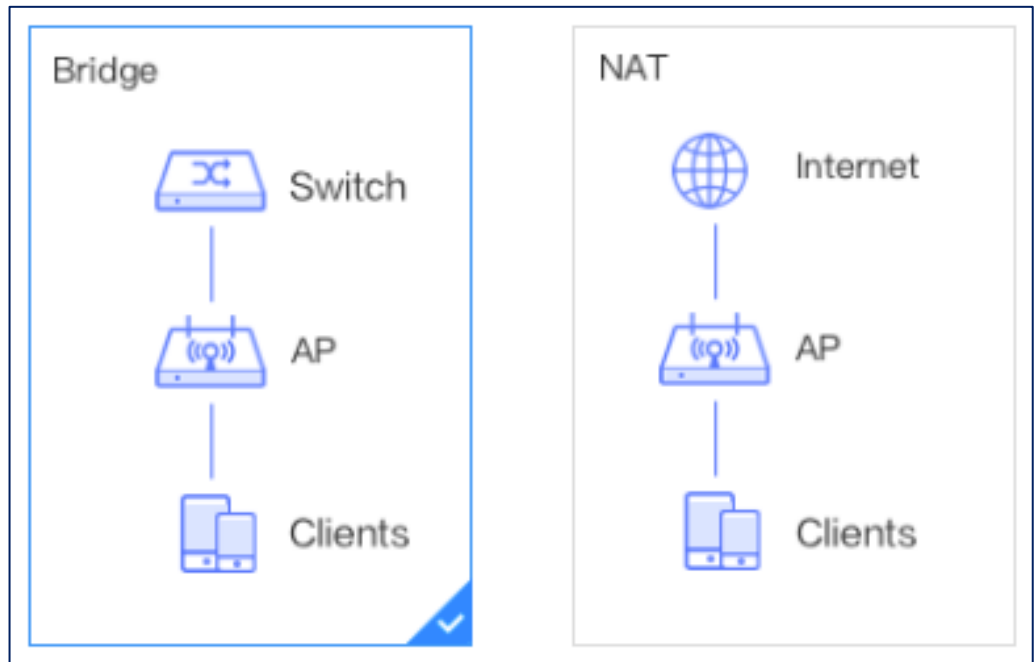 Bridge
Switch
AP
Clients
NAT
Internet
AP
Clients